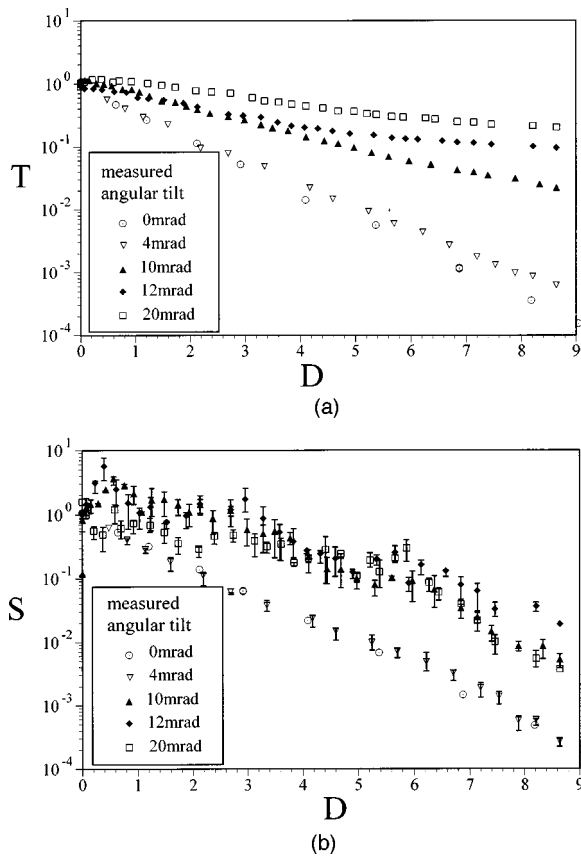 10^1
10^0
10^-1
T
10^-2
10^-3
10^-4
measured
angular tilt
0mrad
4mrad
10mrad
12mrad
20mrad
0 1 2 3 4 5 6 7 8 9
D
(a)
10^1
10^0
10^-1
S
10^-2
10^-3
10^-4
measured
angular tilt
0mrad
4mrad
10mrad
12mrad
20mrad
0 1 2 3 4 5 6 7 8 9
D
(b)